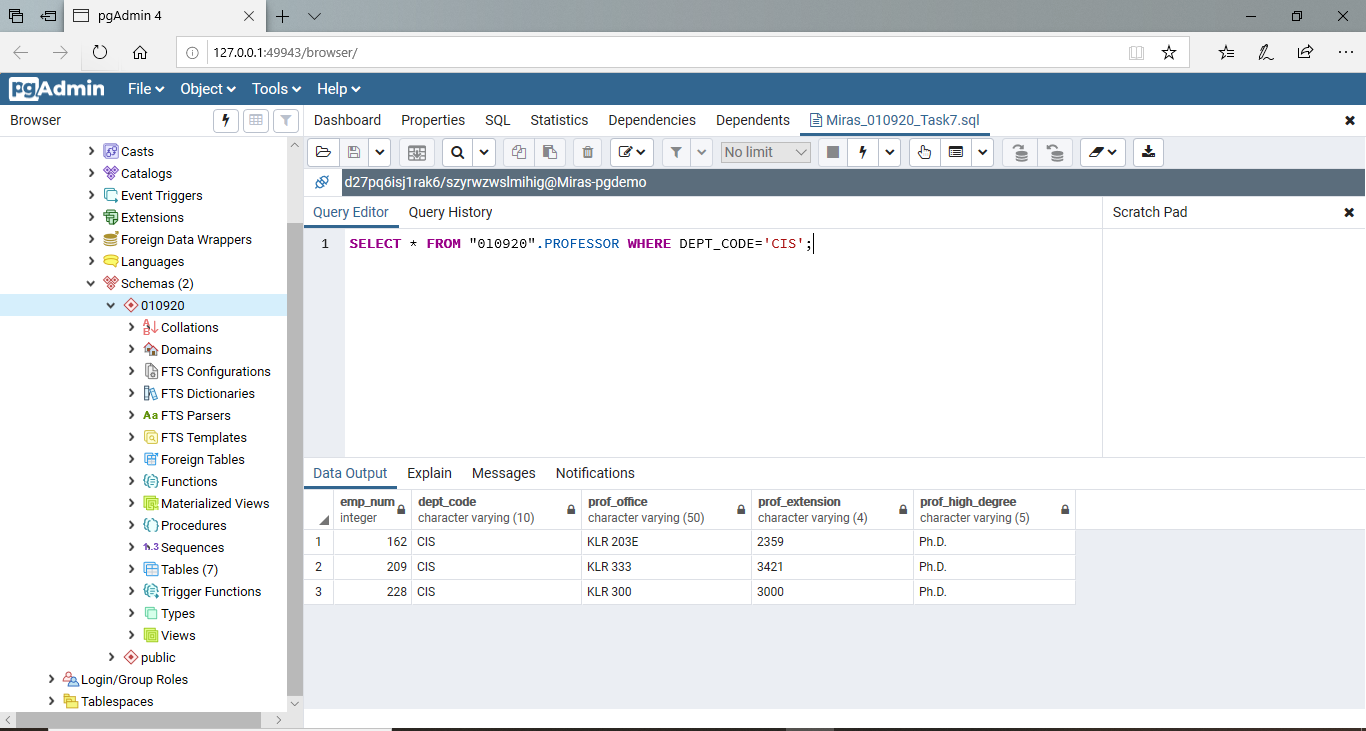 pgAdmin 4
127.0.0.1:49943/browser/
pgAdmin File Object Tools Help
Browser
Dashboard Properties SQL Statistics Dependencies Dependents Miras_010920_Task7.sql
No limit
d27pq6isj1rak6/szyrwzwslmihig@Miras-pgdemo
Query Editor Query History
Scratch Pad
1 SELECT * FROM "010920".PROFESSOR WHERE DEPT_CODE='CIS';
Casts
Catalogs
Event Triggers
Extensions
Foreign Data Wrappers
Languages
Schemas (2)
010920
Collations
Domains
FTS Configurations
FTS Dictionaries
Aa FTS Parsers
FTS Templates
Foreign Tables
Functions
Materialized Views
Procedures
Sequences
Tables (7)
Trigger Functions
Types
Views
public
Login/Group Roles
Tablespaces
Data Output Explain Messages Notifications
emp_num dept_code prof_office prof_extension prof_high_degree
integer character varying (10) character varying (50) character varying (4) character varying (5)
1 162 CIS KLR 203E 2359 Ph.D.
2 209 CIS KLR 333 3421 Ph.D.
3 228 CIS KLR 300 3000 Ph.D.